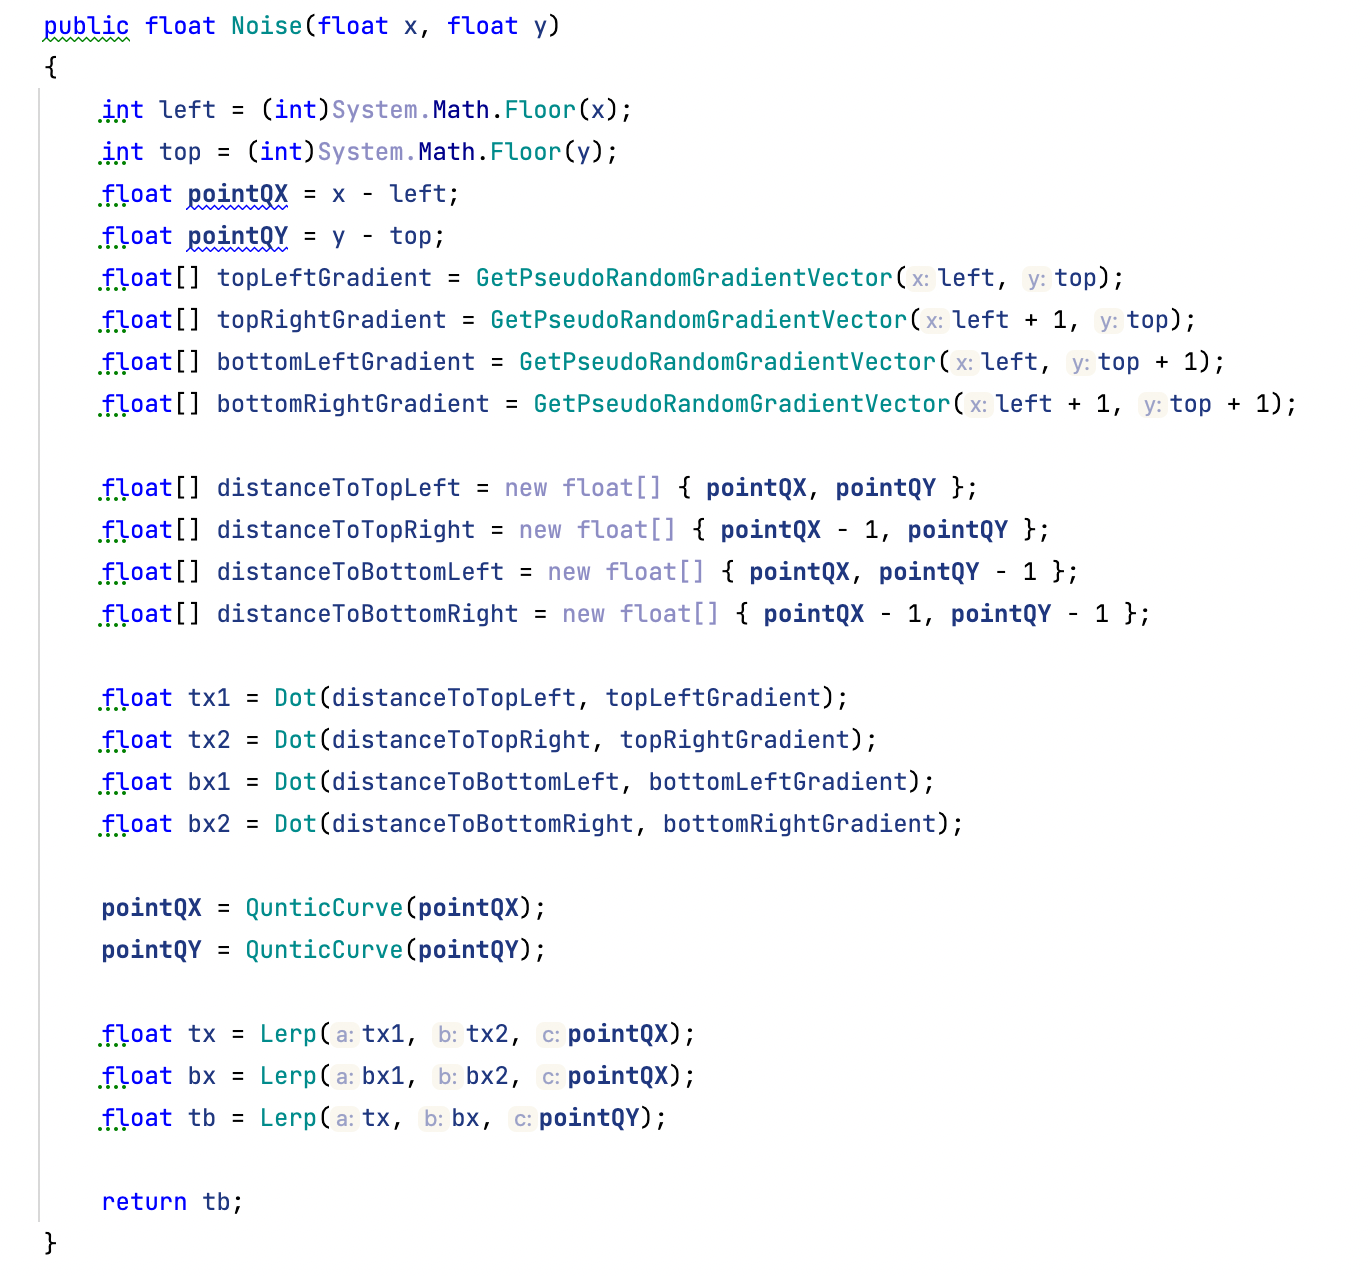 public float Noise(float x, float y)
{
int left = (int)System.Math.Floor(x);
int top = (int)System.Math.Floor(y);
float pointQX = x - left;
float pointQY = y - top;
float[] topLeftGradient = GetPseudoRandomGradientVector(x: left, y: top);
float[] topRightGradient = GetPseudoRandomGradientVector(x: left + 1, y: top);
float[] bottomLeftGradient = GetPseudoRandomGradientVector(x: left, y: top + 1);
float[] bottomRightGradient = GetPseudoRandomGradientVector(x: left + 1, y: top + 1);
float[] distanceToTopLeft = new float[] { pointQX, pointQY };
float[] distanceToTopRight = new float[] { pointQX - 1, pointQY };
float[] distanceToBottomLeft = new float[] { pointQX, pointQY - 1 };
float[] distanceToBottomRight = new float[] { pointQX - 1, pointQY - 1 };
float tx1 = Dot(distanceToTopLeft, topLeftGradient);
float tx2 = Dot(distanceToTopRight, topRightGradient);
float bx1 = Dot(distanceToBottomLeft, bottomLeftGradient);
float bx2 = Dot(distanceToBottomRight, bottomRightGradient);
pointQX = QunticCurve(pointQX);
pointQY = QunticCurve(pointQY);
float tx = Lerp(a: tx1, b: tx2, c: pointQX);
float bx = Lerp(a: bx1, b: bx2, c: pointQX);
float tb = Lerp(a: tx, b: bx, c: pointQY);
return tb;
}